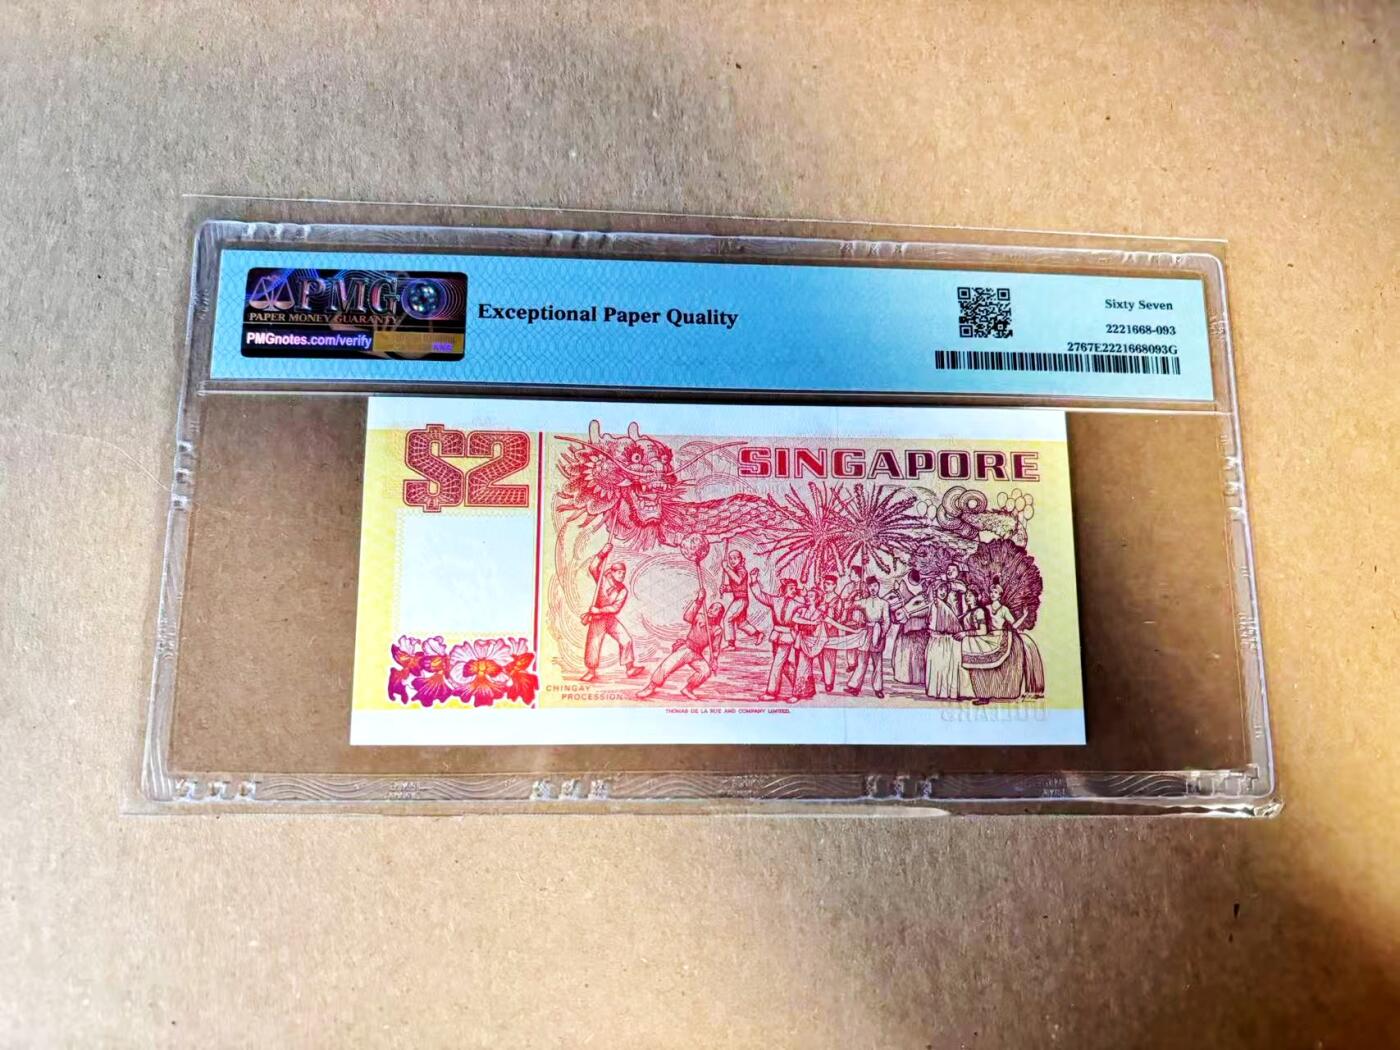 PMG
PAPER MONEY GUARANTY
PMGnotes.com/verify
Exceptional Paper Quality
Sixty Seven
2221668-093
2767E2221668093G
$2
SINGAPORE
CHINGAY
PROCESSION
THOMAS DE LA RUE AND COMPANY LIMITED.